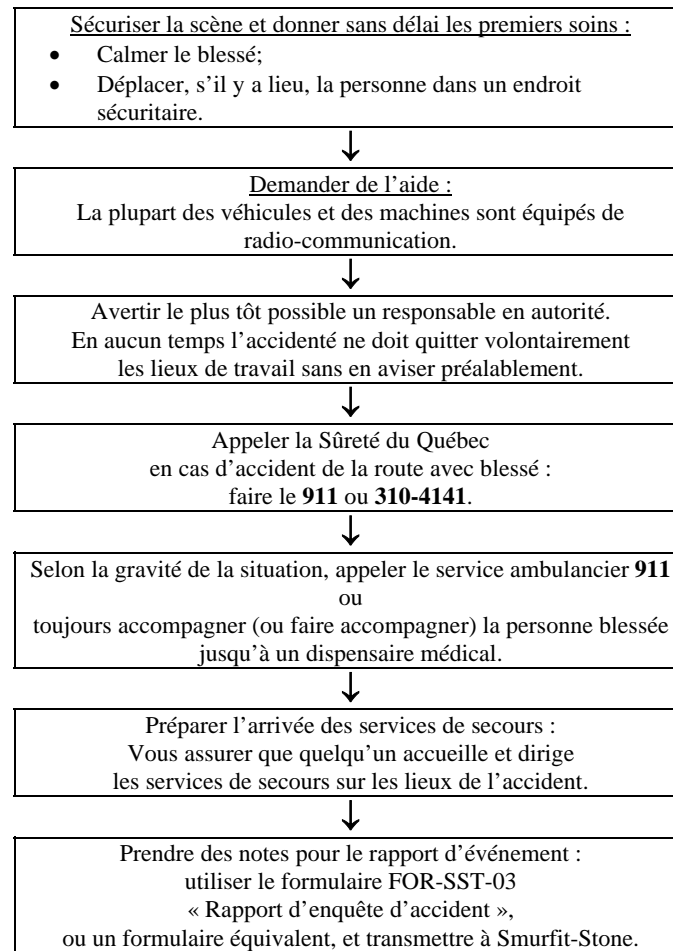 Sécuriser la scène et donner sans délai les premiers soins :
• Calmer le blessé;
• Déplacer, s’il y a lieu, la personne dans un endroit
sécuritaire.
Demander de l’aide :
La plupart des véhicules et des machines sont équipés de
radio-communication.
Avertir le plus tôt possible un responsable en autorité.
En aucun temps l’accidenté ne doit quitter volontairement
les lieux de travail sans en aviser préalablement.
Appeler la Sûreté du Québec
en cas d’accident de la route avec blessé :
faire le 911 ou 310-4141.
Selon la gravité de la situation, appeler le service ambulancier 911
ou
toujours accompagner (ou faire accompagner) la personne blessée
jusqu’à un dispensaire médical.
Préparer l’arrivée des services de secours :
Vous assurer que quelqu’un accueille et dirige
les services de secours sur les lieux de l’accident.
Prendre des notes pour le rapport d’événement :
utiliser le formulaire FOR-SST-03
« Rapport d’enquête d’accident »,
ou un formulaire équivalent, et transmettre à Smurfit-Stone.